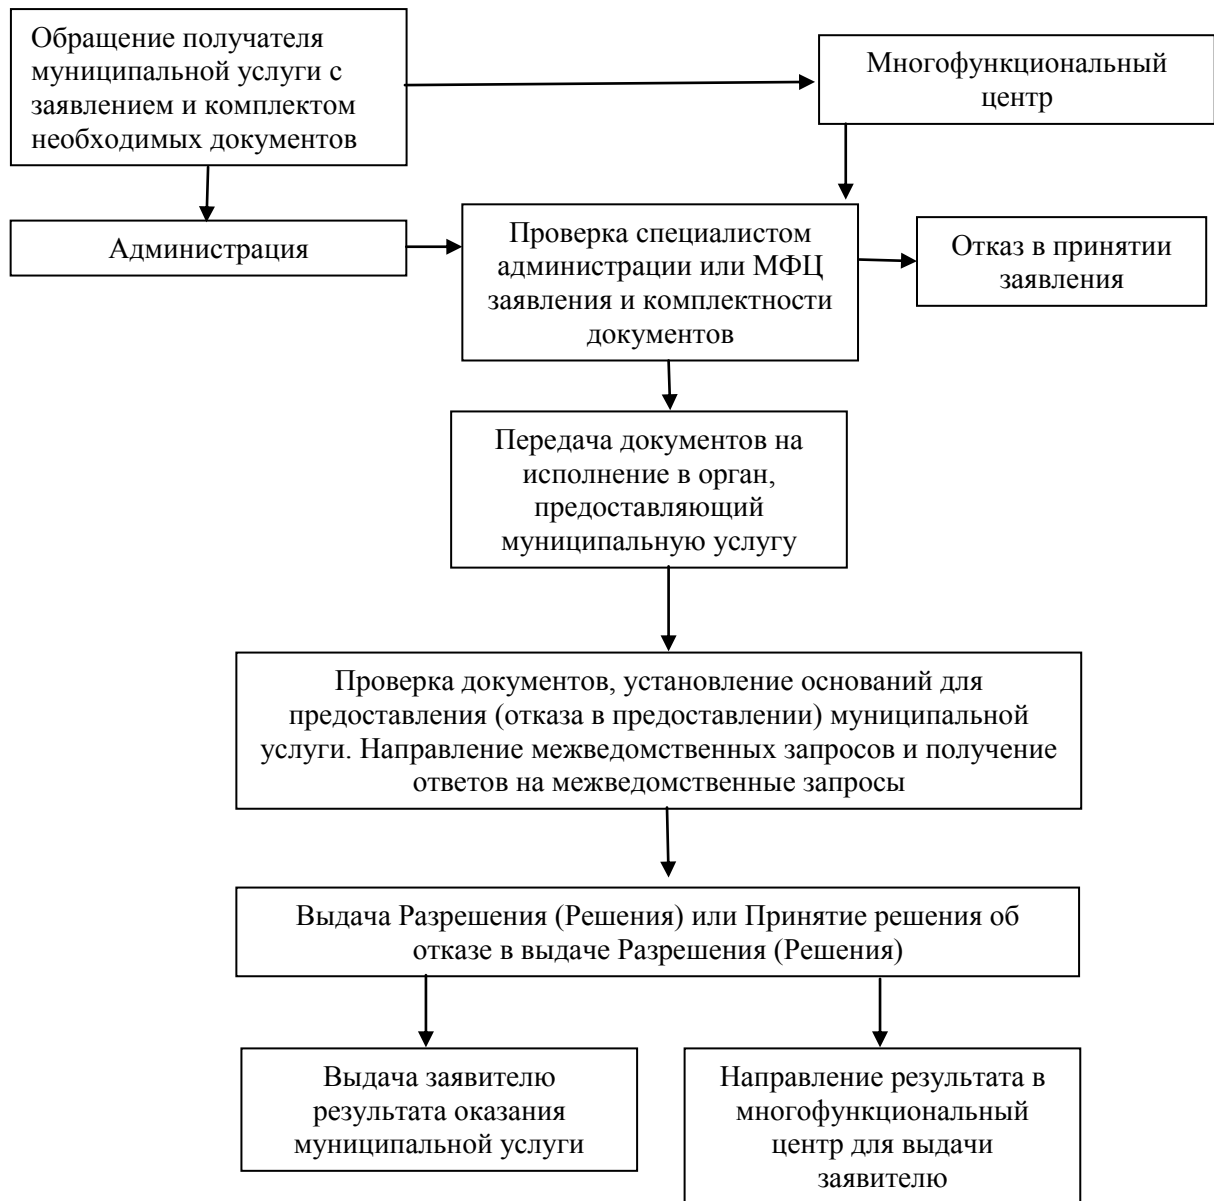 Обращение получателя
муниципальной услуги с
заявлением и комплектом
необходимых документов
Многофункциональный
центр
Администрация
Проверка специалистом
администрации или МФЦ
заявления и комплектности
документов
Отказ в принятии
заявления
Передача документов на
исполнение в орган,
предоставляющий
муниципальную услугу
Проверка документов, установление оснований для
предоставления (отказа в предоставлении) муниципальной
услуги. Направление межведомственных запросов и получение
ответов на межведомственные запросы
Выдача Разрешения (Решения) или Принятие решения об
отказе в выдаче Разрешения (Решения)
Выдача заявителю
результата оказания
муниципальной услуги
Направление результата в
многофункциональный
центр для выдачи
заявителю